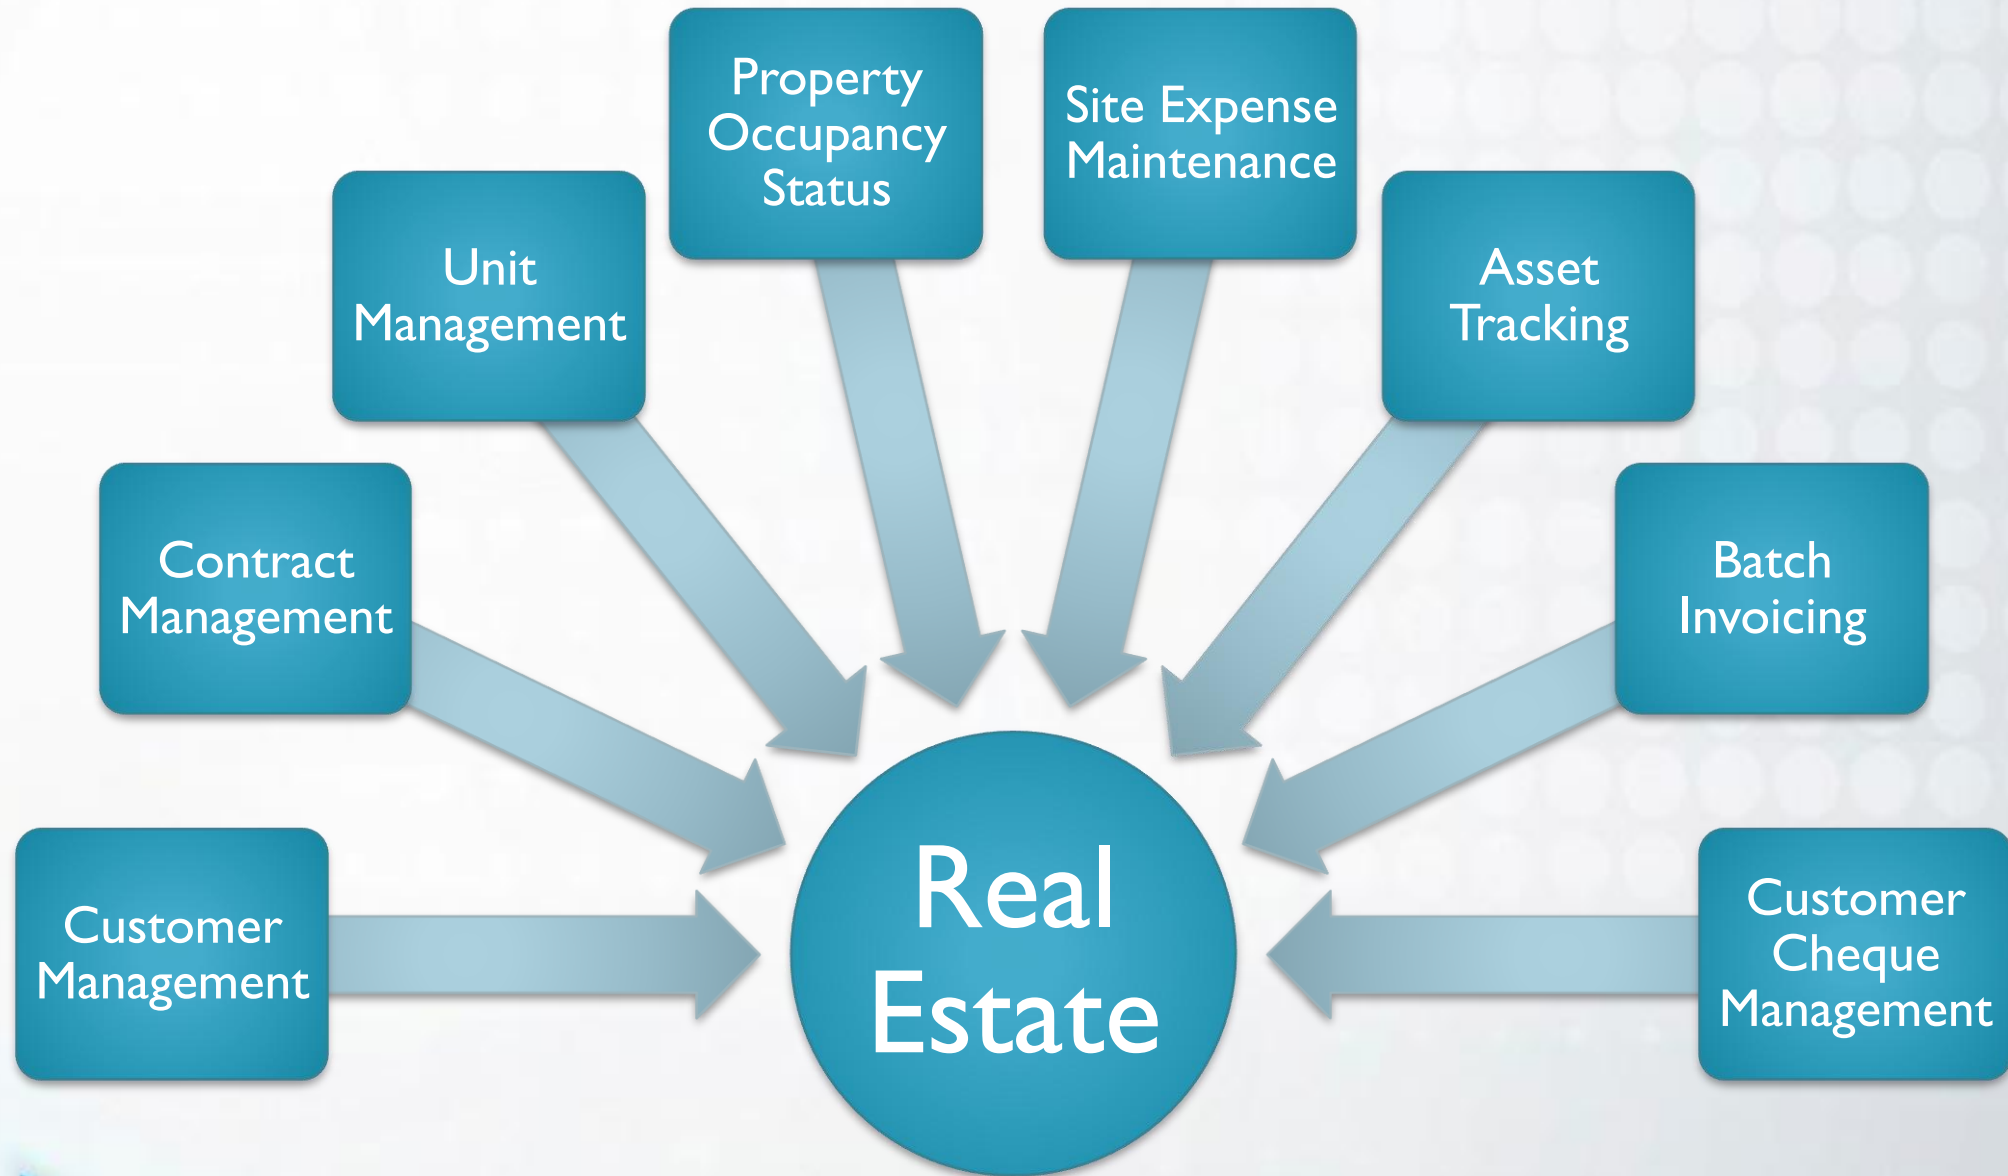 Property
Occupancy
Status
Site Expense
Maintenance
Unit
Management
Asset
Tracking
Contract
Management
Batch
Invoicing
Customer
Management
Real
Estate
Customer
Cheque
Management